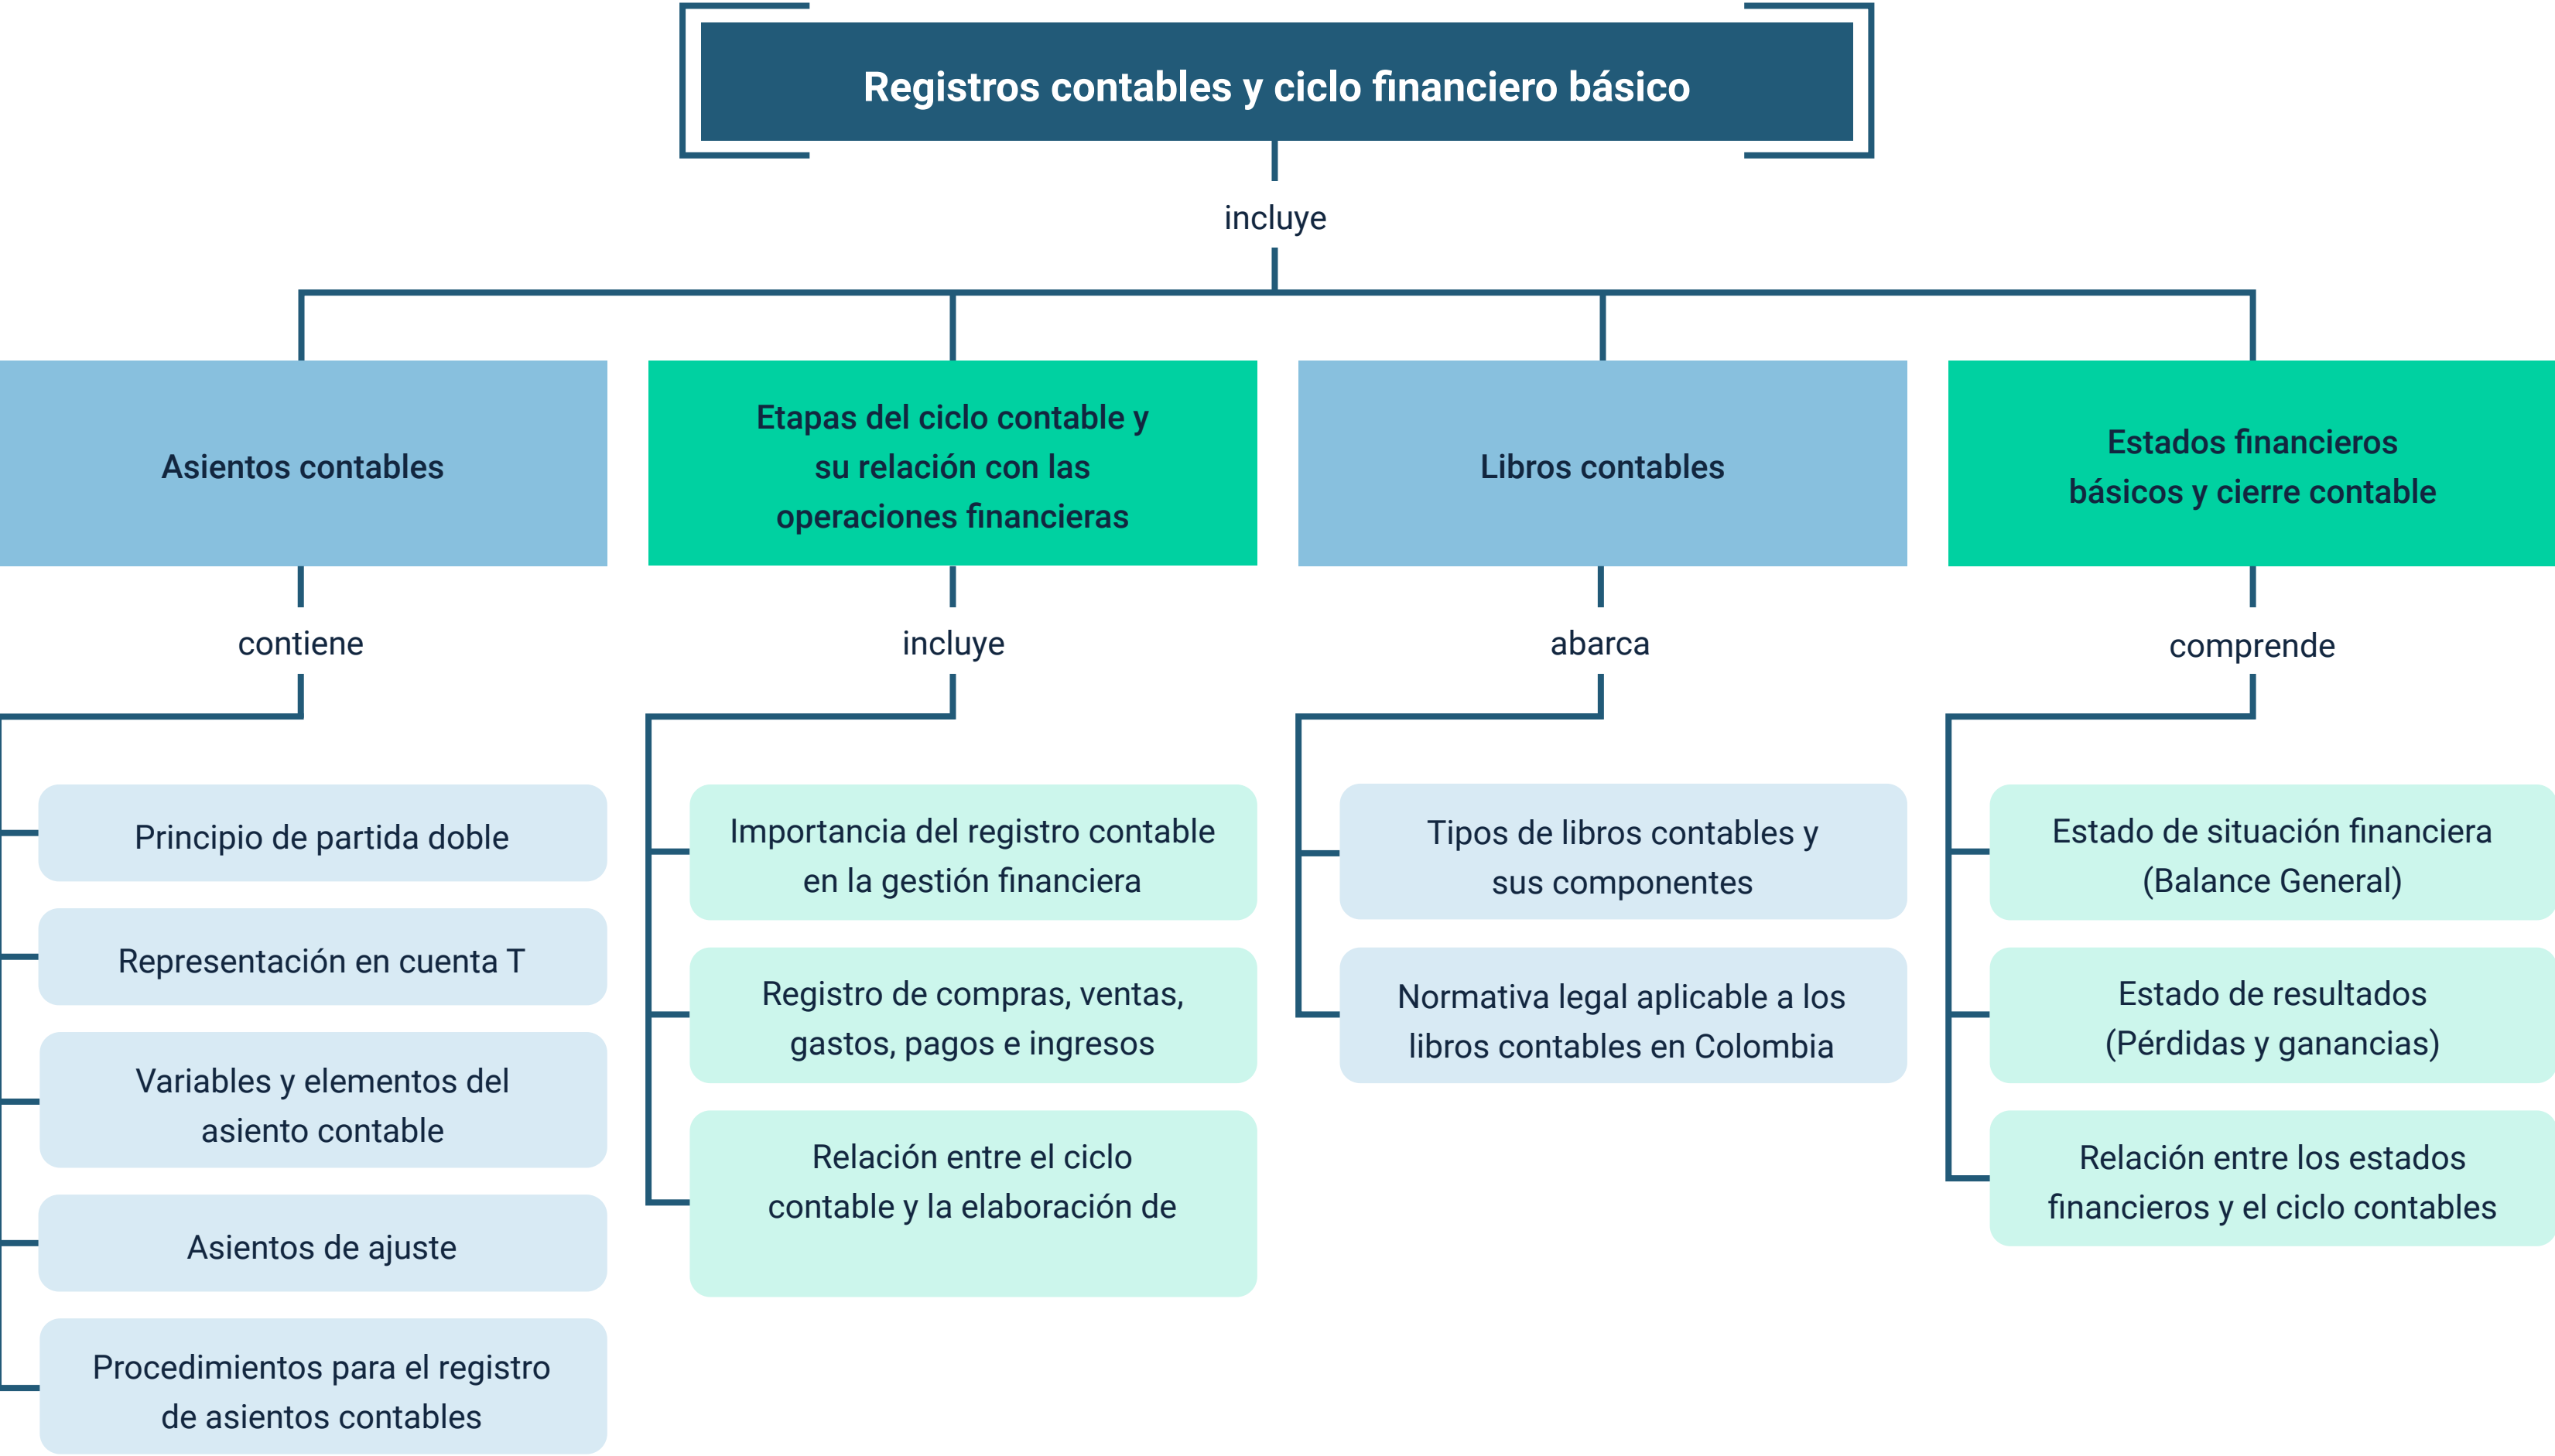 Registros contables y ciclo financiero básico
incluye
Asientos contables
contiene
Principio de partida doble
Representación en cuenta T
Variables y elementos del
asiento contable
Asientos de ajuste
Procedimientos para el registro
de asientos contables
Etapas del ciclo contable y
su relación con las
operaciones financieras
incluye
Importancia del registro contable
en la gestión financiera
Registro de compras, ventas,
gastos, pagos e ingresos
Relación entre el ciclo
contable y la elaboración de
Libros contables
abarca
Tipos de libros contables y
sus componentes
Normativa legal aplicable a los
libros contables en Colombia
Estados financieros
básicos y cierre contable
comprende
Estado de situación financiera
(Balance General)
Estado de resultados
(Pérdidas y ganancias)
Relación entre los estados
financieros y el ciclo contables